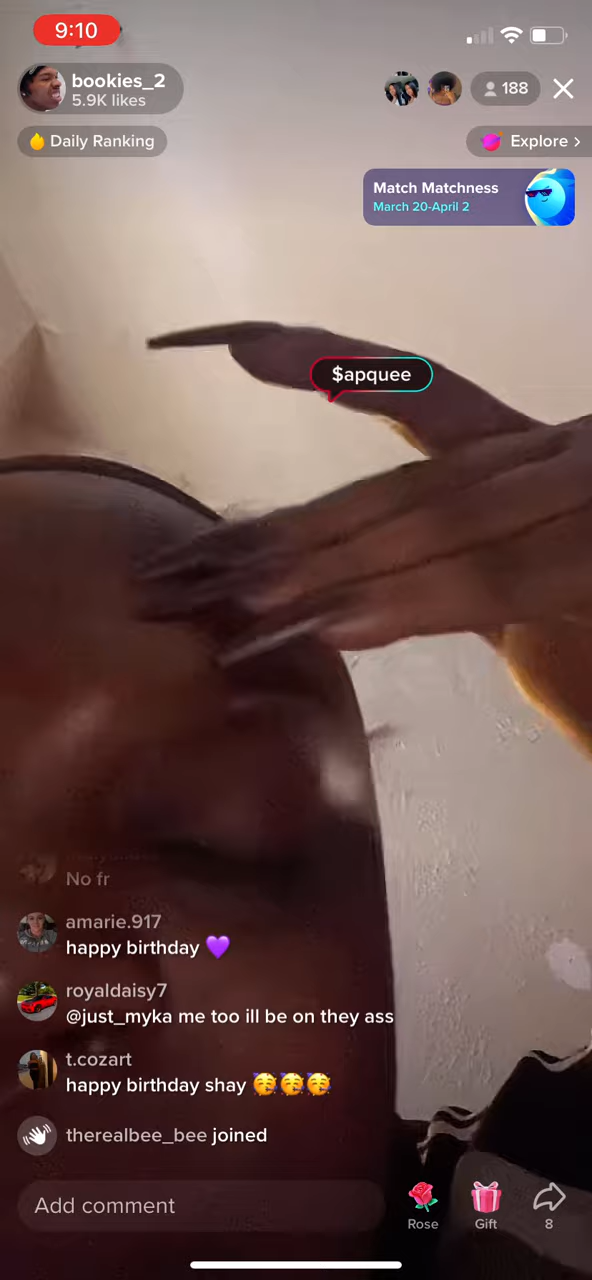 9:10
bookies_2
5.9K likes
188
Daily Ranking
Explore >
Match Matchness
March 20-April 2
$apquee
No fr
amarie.917
happy birthday 💜
royaldaisy7
@just_myka me too ill be on they ass
t.cozart
happy birthday shay 🥳🥳🥳
therealbee_bee joined
Add comment
Rose
Gift
8